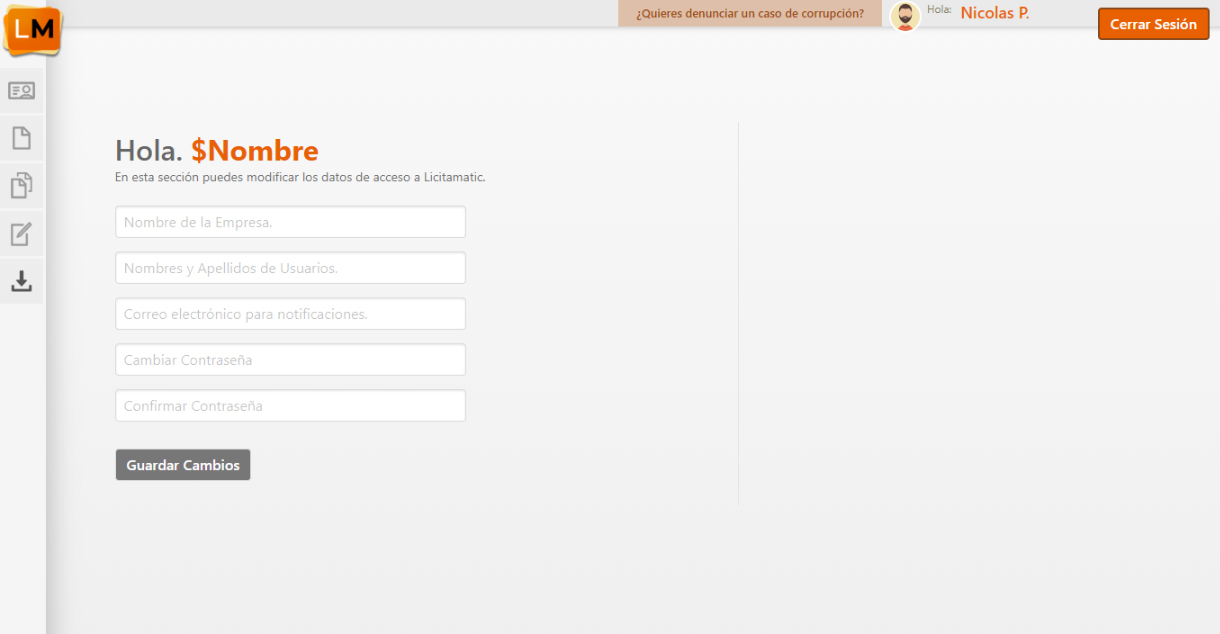 LM
¿Quieres denunciar un caso de corrupción?
Hola: Nicolas P.
Cerrar Sesión
Hola. $Nombre
En esta sección puedes modificar los datos de acceso a Licitamatic.
Nombre de la Empresa.
Nombres y Apellidos de Usuarios.
Correo electrónico para notificaciones.
Cambiar Contraseña
Confirmar Contraseña
Guardar Cambios